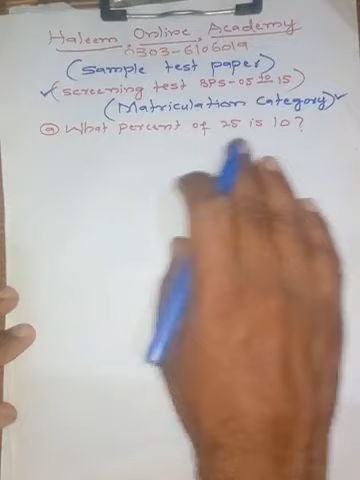 Haleem Online Academy
0303-6106019
(Sample test paper)
✓(Screening test BPS-05 to 15)
(Matriculation Category)✓
ⓐ What percent of 25 is 10?